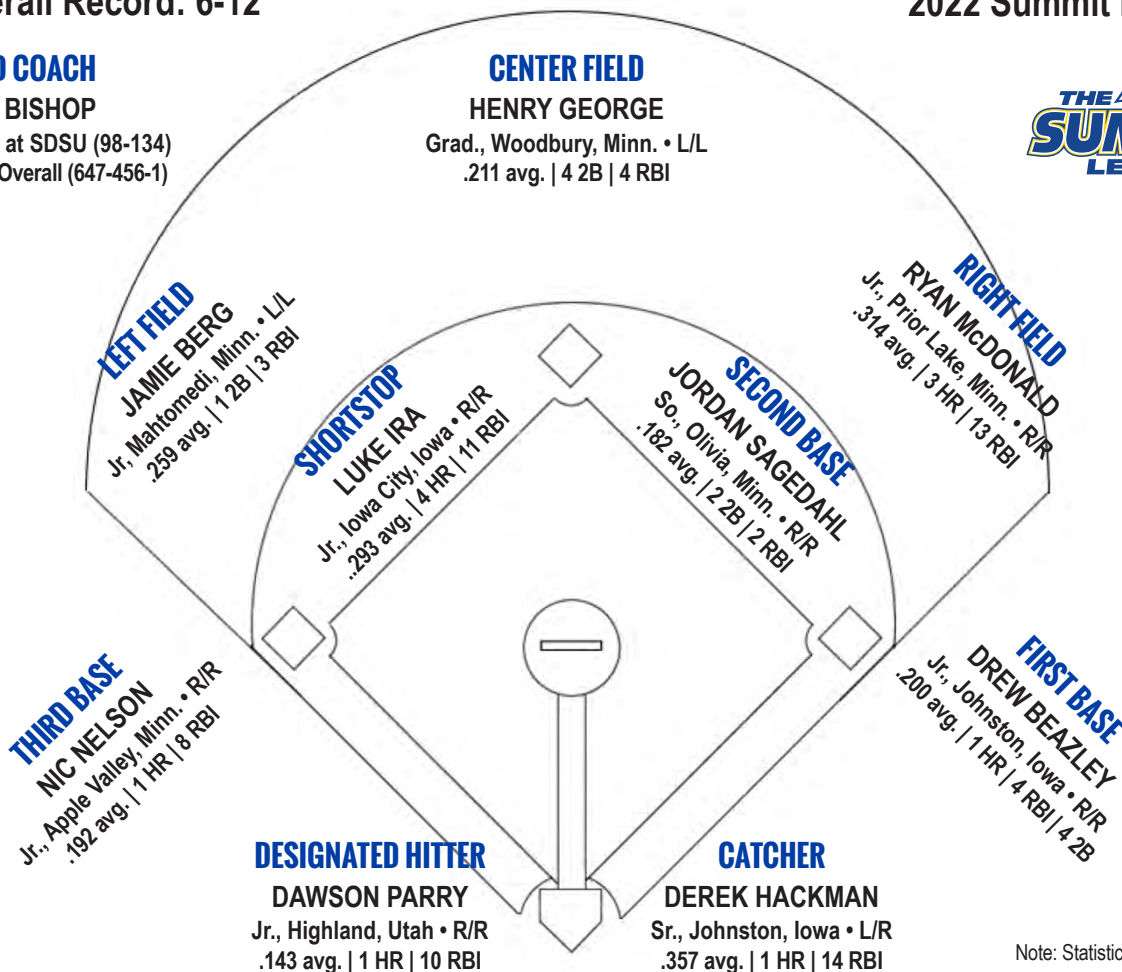 erall Record: 6-12
2022 Summit
D COACH
BISHOP
at SDSU (98-134)
Overall (647-456-1)
CENTER FIELD
HENRY GEORGE
Grad., Woodbury, Minn. • L/L
.211 avg. | 4 2B | 4 RBI
THE
SUM
LE
LEFT FIELD
JAMIE BERG
Jr, Mahtomedi, Minn. • L/L
.259 avg. | 1 2B | 3 RBI
SHORTSTOP
LUKE IRA
Jr., Iowa City, Iowa • R/R
..293 avg. | 4 HR | 11 RBI
SECOND BASE
JORDAN SAGEDAHL
So., Olivia, Minn. • R/R
.182 avg. | 2 2B | 2 RBI
RIGHT FIELD
RYAN McDONALD
Jr., Prior Lake, Minn. • R/R
.314 avg. | 3 HR | 13 RBI
THIRD BASE
NIC NELSON
Jr., Apple Valley, Minn. • R/R
.192 avg. | 1 HR | 8 RBI
FIRST BASE
DREW BEAZLEY
Jr., Johnston, Iowa • R/R
.200 avg. | 1 HR | 4 RBI | 4 2B
DESIGNATED HITTER
DAWSON PARRY
Jr., Highland, Utah • R/R
.143 avg. | 1 HR | 10 RBI
CATCHER
DEREK HACKMAN
Sr., Johnston, Iowa • L/R
.357 avg. | 1 HR | 14 RBI
Note: Statistic